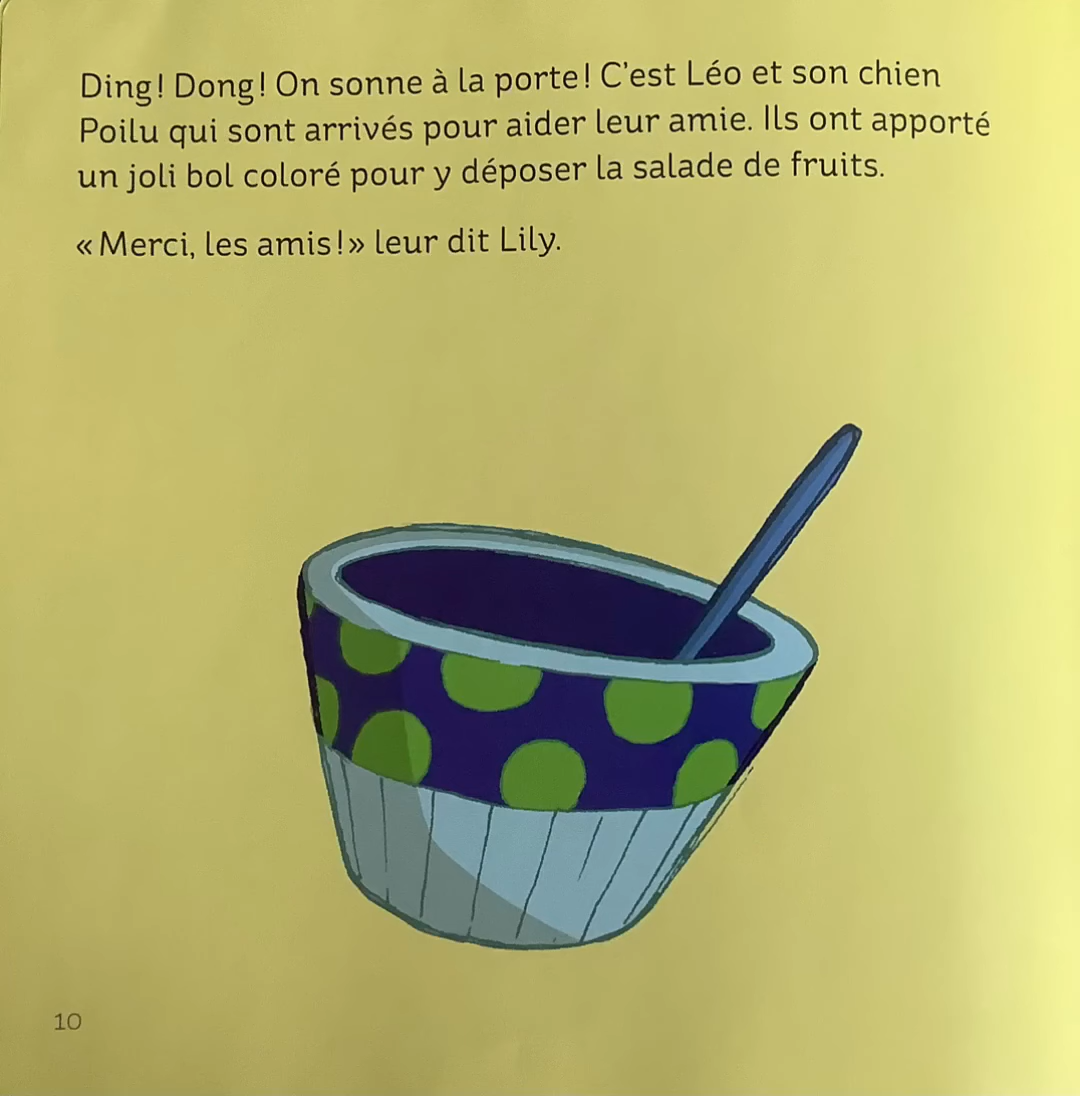 Ding! Dong! On sonne à la porte! C'est Léo et son chien
Poilu qui sont arrivés pour aider leur amie. Ils ont apporté
un joli bol coloré pour y déposer la salade de fruits.
« Merci, les amis!» leur dit Lily.
10